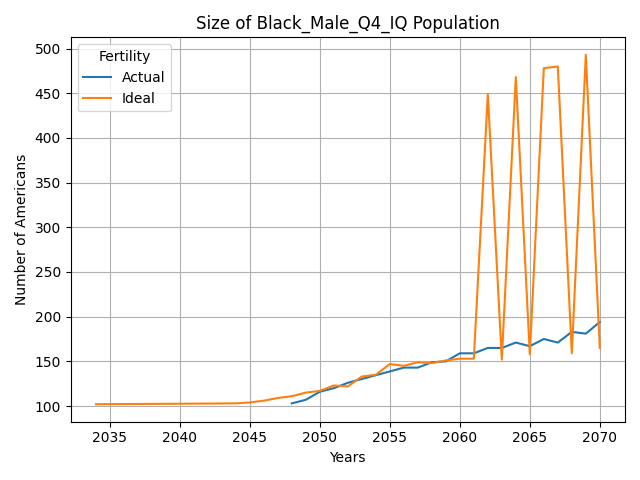 Size of Black_Male_Q4_IQ Population
Fertility
Actual
Ideal
Number of Americans
500
450
400
350
300
250
200
150
100
2035 2040 2045 2050 2055 2060 2065 2070
Years